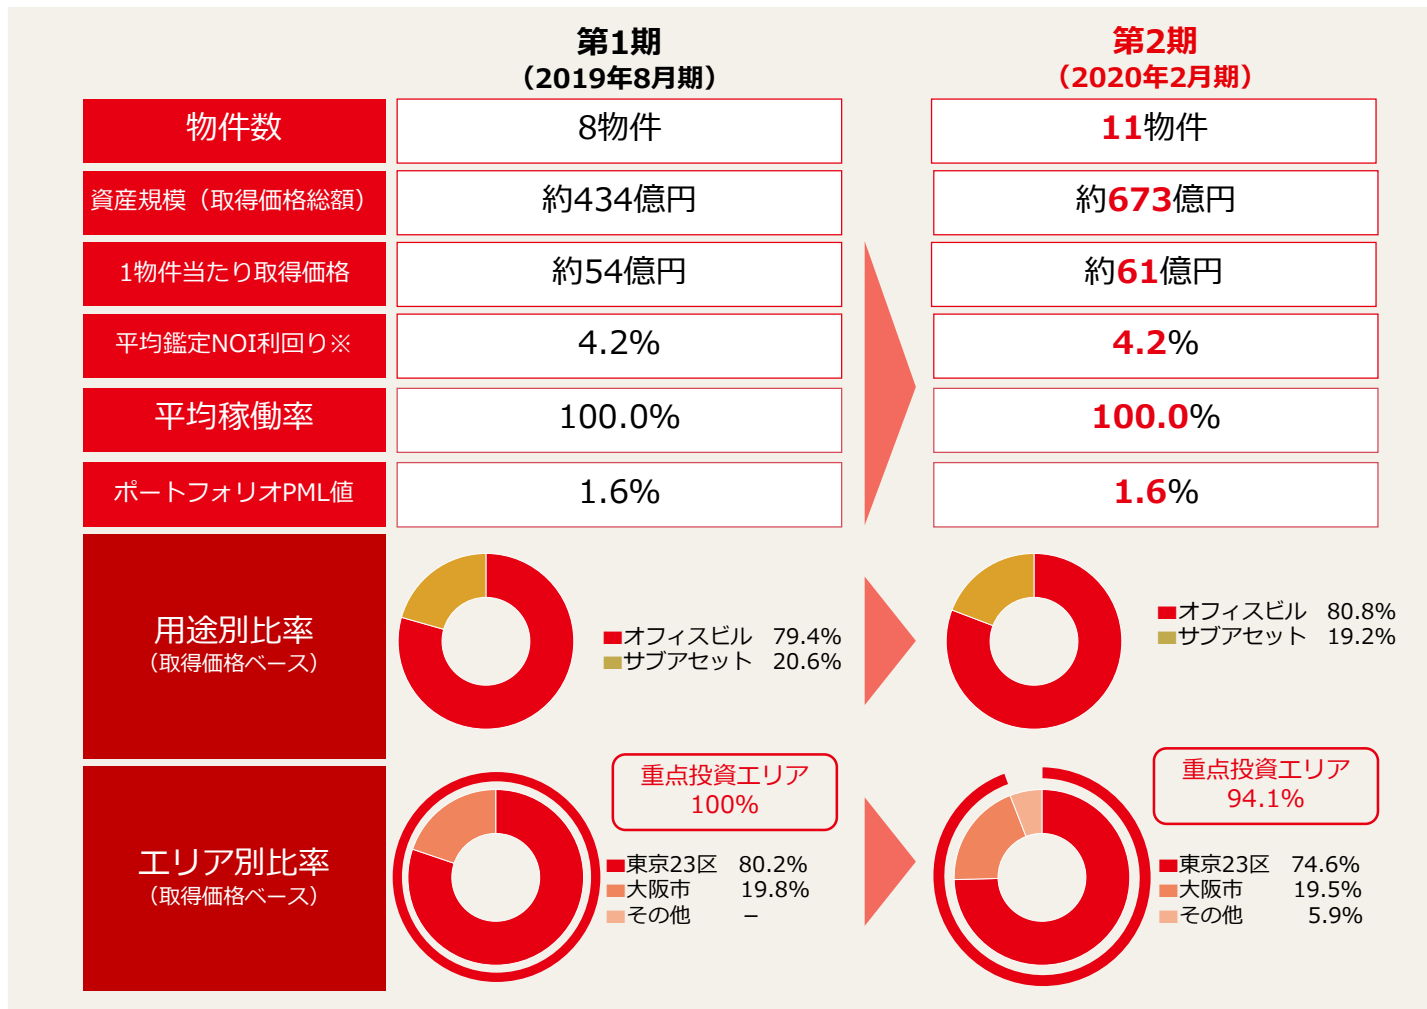 第1期
（2019年8月期）
第2期
（2020年2月期）
物件数
8物件
11物件
資産規模（取得価格総額）
約434億円
約673億円
1物件当たり取得価格
約54億円
約61億円
平均鑑定NOI利回り※
4.2%
4.2%
平均稼働率
100.0%
100.0%
ポートフォリオPML値
1.6%
1.6%
用途別比率
（取得価格ベース）
オフィスビル 79.4%
サブアセット 20.6%
オフィスビル 80.8%
サブアセット 19.2%
エリア別比率
（取得価格ベース）
重点投資エリア
100%
東京23区 80.2%
大阪市 19.8%
その他 －
重点投資エリア
94.1%
東京23区 74.6%
大阪市 19.5%
その他 5.9%